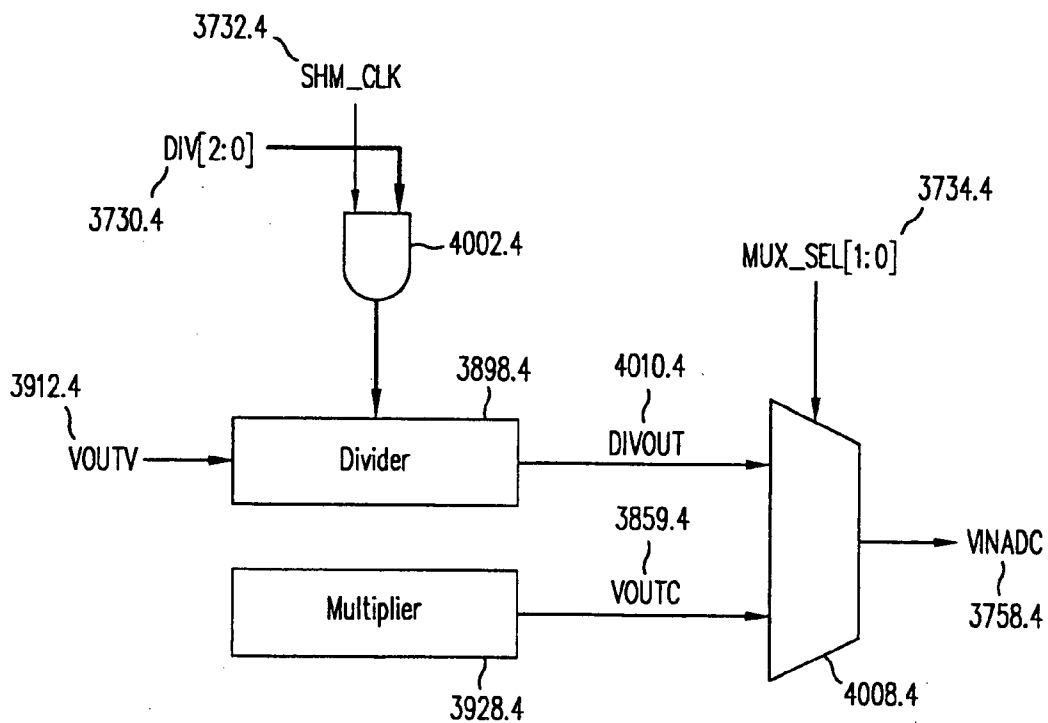 3732.4
SHM_CLK
DIV[2:0]
3730.4
4002.4
3734.4
MUX_SEL[1:0]
3912.4
VOUTV
3898.4
Divider
4010.4
DIVOUT
3859.4
VOUTC
Multiplier
3928.4
VINADC
3758.4
4008.4